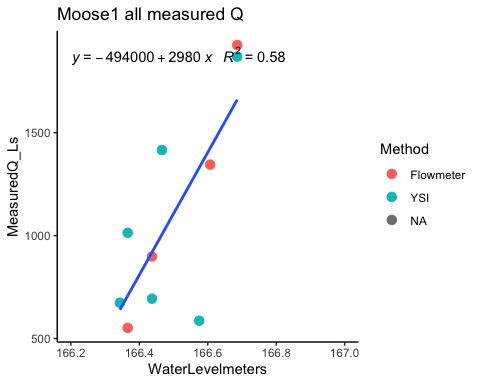 Moose1 all measured Q
y = −494000 + 2980 x R² = 0.58
MeasuredQ_Ls
1500
1000
500
166.2 166.4 166.6 166.8 167.0
WaterLevelmeters
Method
Flowmeter
YSI
NA